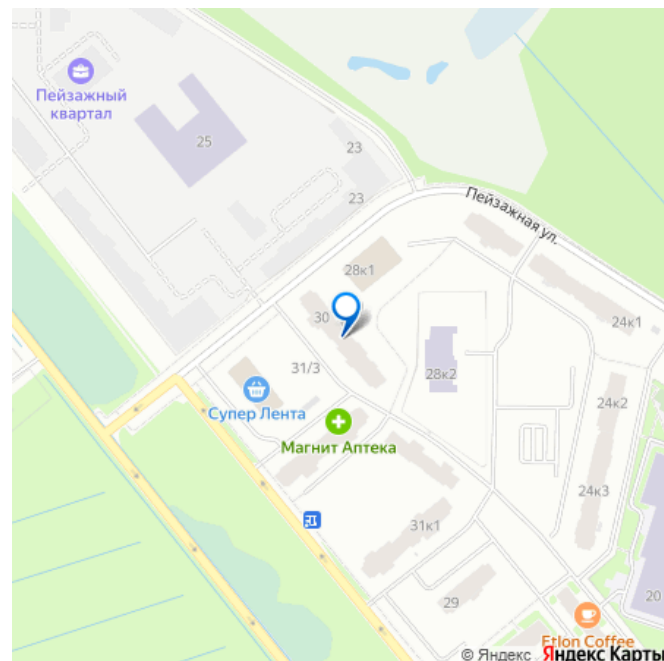 Пейзажный
квартал
25
23
23
Пейзажная ул.
28к1
30
24к1
31/3
28к2
Супер Лента
24к2
Магнит Аптека
24к3
31к1
29
20
Etlon Coffee
© Яндекс Яндекс Карты